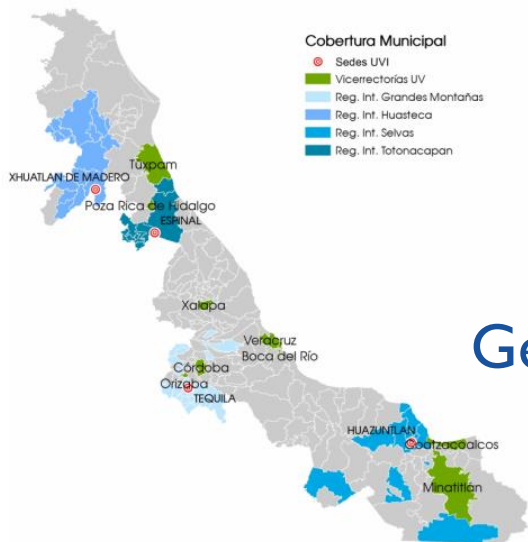 Cobertura Municipal
Sedes UVI
Vicerrectorías UV
Reg. Int. Grandes Montañas
Reg. Int. Huasteca
Reg. Int. Selvas
Reg. Int. Totonacapan
Túxpam
XHUATLAN DE MADERO
Poza Rica de Hidalgo
ESPINAL
Xalapa
Veracruz
Boca del Río
Ge
Córdoba
Orizaba
TEQUILA
HUAZUNTLAN
Coatzacoalcos
Minatitlán